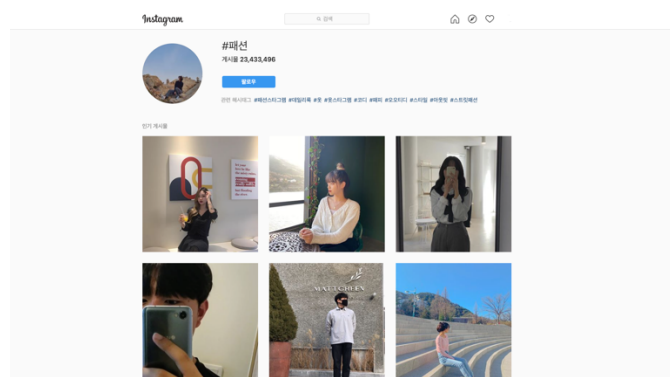 Instagram
검색
#패션
게시물 23,433,496
팔로우
관련 해시태그 #패션스타그램 #데일리룩 #옷 #옷스타그램 #코디 #해피 #오오티디 #스타일 #아웃핏 #스트릿패션
인기 게시물
MATTGREEN